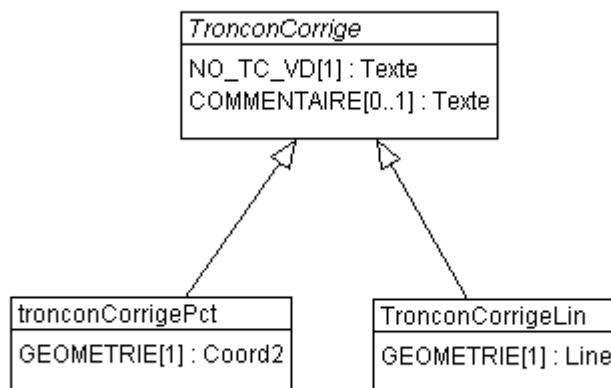 TronconCorrige
NO_TC_VD[1] : Texte
COMMENTAIRE[0..1] : Texte
tronconCorrigePct
GEOMETRIE[1] : Coord2
TronconCorrigeLin
GEOMETRIE[1] : Line